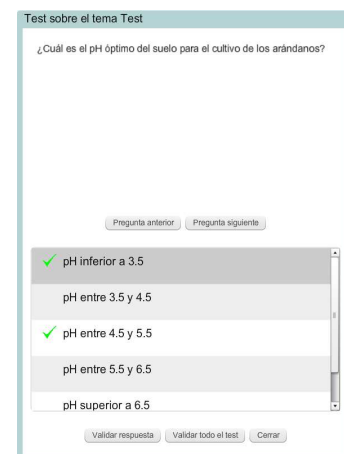 Test sobre el tema Test
¿Cuál es el pH óptimo del suelo para el cultivo de los arándanos?
Pregunta anterior Pregunta siguiente
pH inferior a 3.5
pH entre 3.5 y 4.5
pH entre 4.5 y 5.5
pH entre 5.5 y 6.5
pH superior a 6.5
Validar respuesta Validar todo el test Cerrar